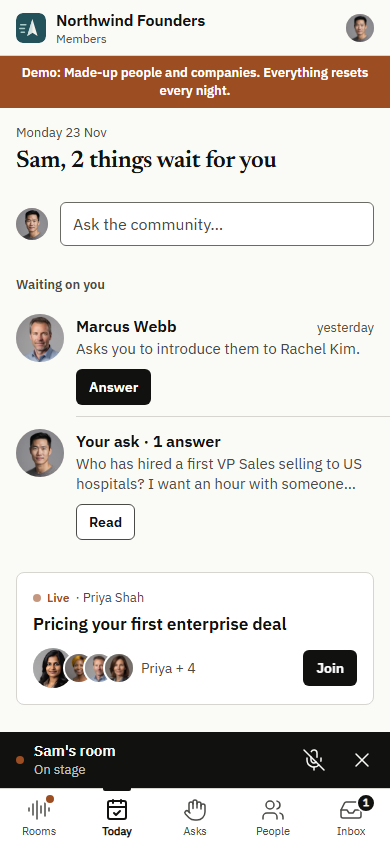 Northwind Founders
Members
Demo: Made-up people and companies. Everything resets
every night.
Monday 23 Nov
Sam, 2 things wait for you
Ask the community...
Waiting on you
Marcus Webb
yesterday
Asks you to introduce them to Rachel Kim.
Answer
Your ask · 1 answer
Who has hired a first VP Sales selling to US
hospitals? I want an hour with someone...
Read
Live · Priya Shah
Pricing your first enterprise deal
Priya + 4
Join
Sam's room
On stage
Rooms
Today
Asks
People
1
Inbox